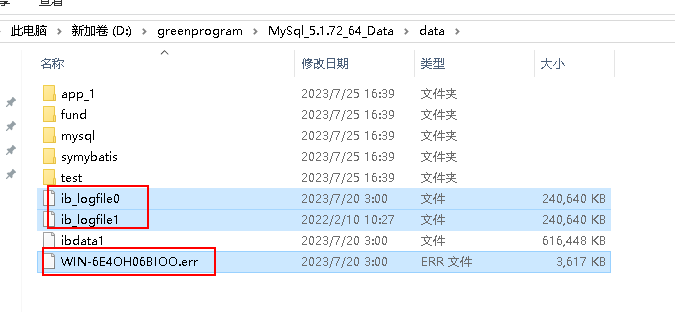 享 查看
此电脑 › 新加卷 (D:) › greenprogram › MySql_5.1.72_64_Data › data ›
名称 修改日期 类型 大小
app_1 2023/7/25 16:39 文件夹
fund 2023/7/25 16:39 文件夹
mysql 2023/7/25 16:39 文件夹
symybatis 2023/7/25 16:39 文件夹
test 2023/7/25 16:39 文件夹
ib_logfile0 2023/7/20 3:00 文件 240,640 KB
ib_logfile1 2022/2/10 10:27 文件 240,640 KB
ibdata1 2023/7/20 3:00 文件 616,448 KB
WIN-6E4OH06BIOO.err 2023/7/20 3:00 ERR 文件 3,617 KB